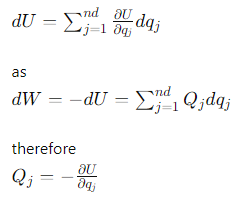 dU = ∑_{j=1}^{nd} ∂U/∂q_j dq_j
as
dW = −dU = ∑_{j=1}^{nd} Q_j dq_j
therefore
Q_j = −∂U/∂q_j